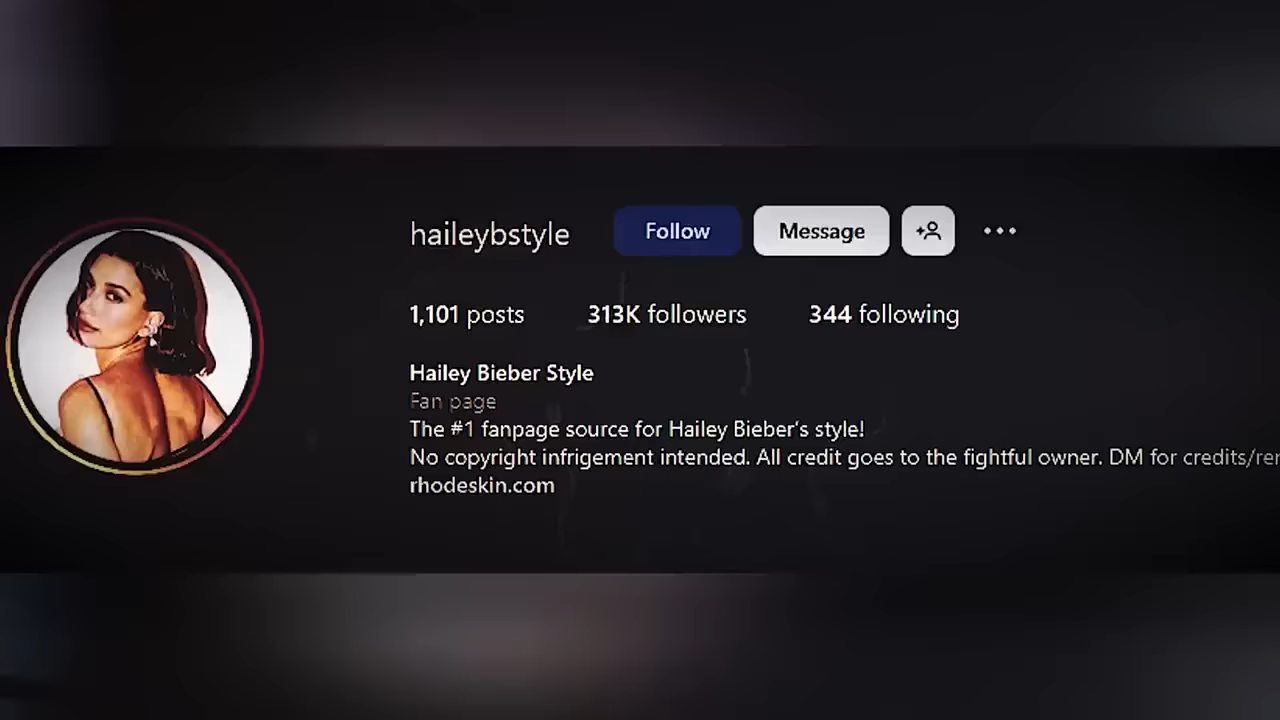 haileybstyle Follow Message
1,101 posts 313K followers 344 following
Hailey Bieber Style
Fan page
The #1 fanpage source for Hailey Bieber's style!
No copyright infrigement intended. All credit goes to the fightful owner. DM for credits/rer
rhodeskin.com